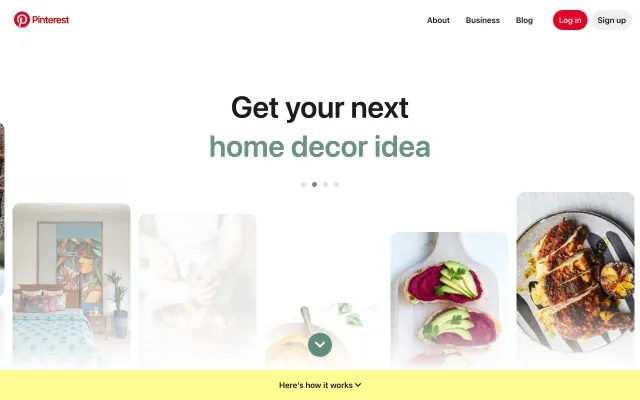 Pinterest
About
Business
Blog
Log in
Sign up
Get your next
home decor idea
Here's how it works